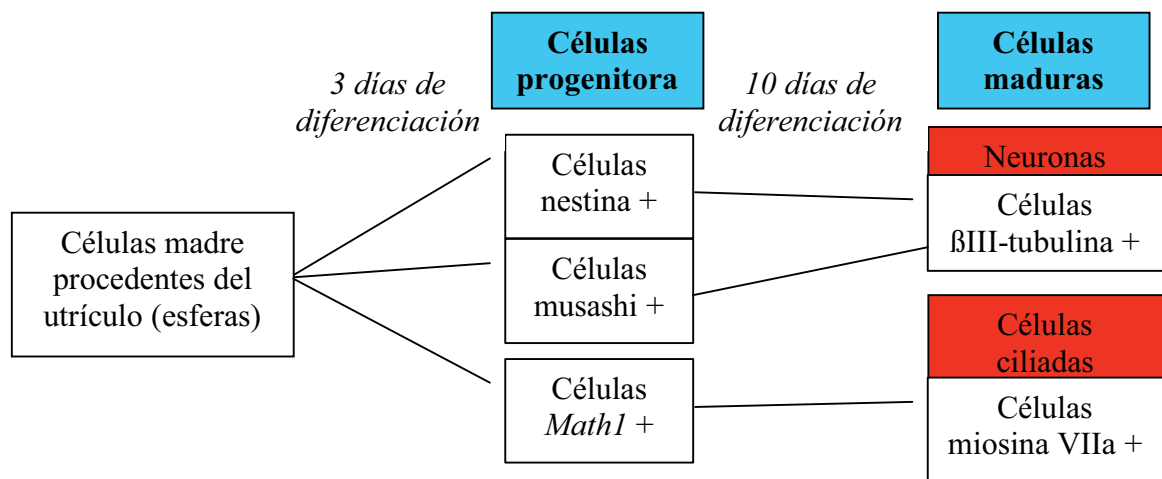 Células
progenitora
Células
maduras
3 días de
diferenciación
10 días de
diferenciación
Células madre
procedentes del
utrículo (esferas)
Células
nestina +
Células
musashi +
Células
Math1 +
Neuronas
Células
ßIII-tubulina +
Células
ciliadas
Células
miosina VIIa +